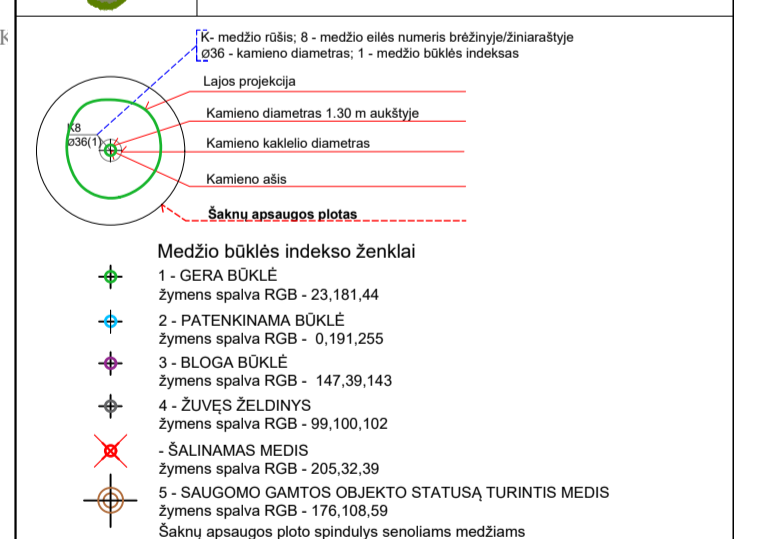 K
K- medžio rūšis; 8 - medžio eilės numeris brėžinyje/žiniaraštyje
ø36 - kamieno diametras; 1 - medžio būklės indeksas
Lajos projekcija
Kamieno diametras 1.30 m aukštyje
K8
ø36(1)
Kamieno kaklelio diametras
Kamieno ašis
Šaknų apsaugos plotas
Medžio būklės indekso ženklai
1 - GERA BŪKLĖ
žymens spalva RGB - 23,181,44
2 - PATENKINAMA BŪKLĖ
žymens spalva RGB - 0,191,255
3 - BLOGA BŪKLĖ
žymens spalva RGB - 147,39,143
4 - ŽUVĘS ŽELDINYS
žymens spalva RGB - 99,100,102
- ŠALINAMAS MEDIS
žymens spalva RGB - 205,32,39
5 - SAUGOMO GAMTOS OBJEKTO STATUSĄ TURINTIS MEDIS
žymens spalva RGB - 176,108,59
Šaknų apsaugos ploto spindulys senoliams medžiams